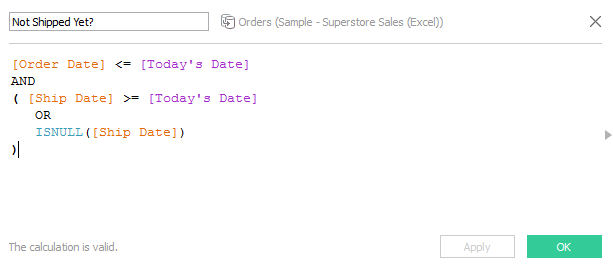 Not Shipped Yet?
Orders (Sample - Superstore Sales (Excel))
[Order Date] <= [Today's Date]
AND
( [Ship Date] >= [Today's Date]
OR
ISNULL([Ship Date])
)
The calculation is valid.
Apply
OK